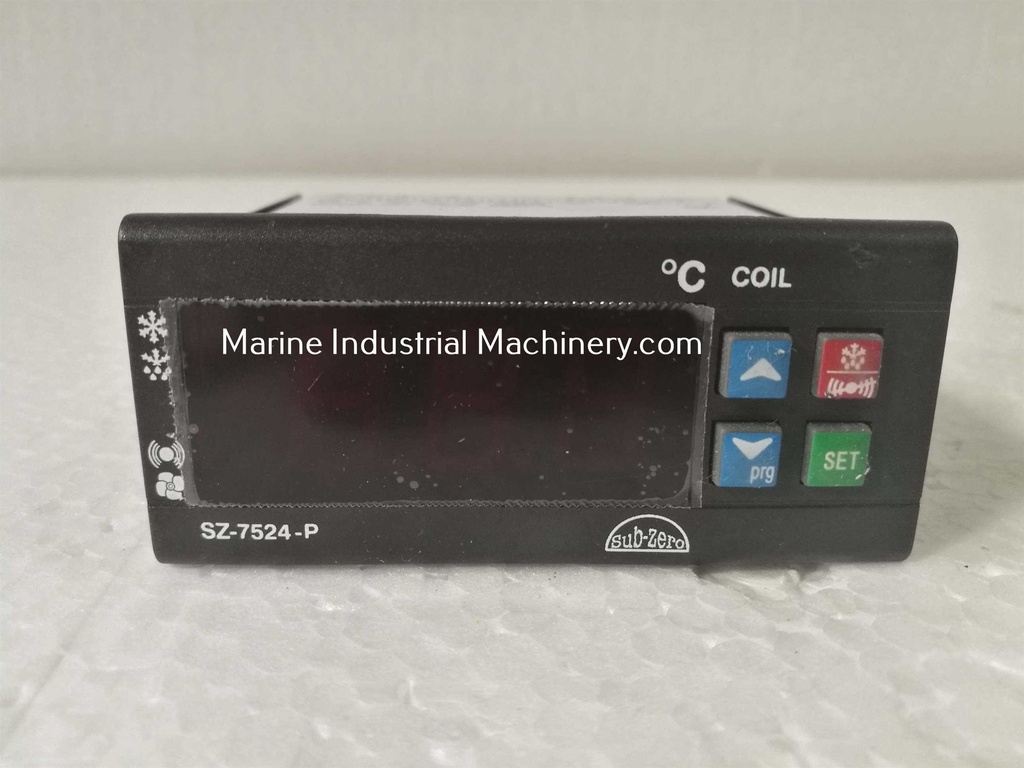 °C COIL
Marine Industrial Machinery.com
prg
SET
SZ-7524-P
sub-zero